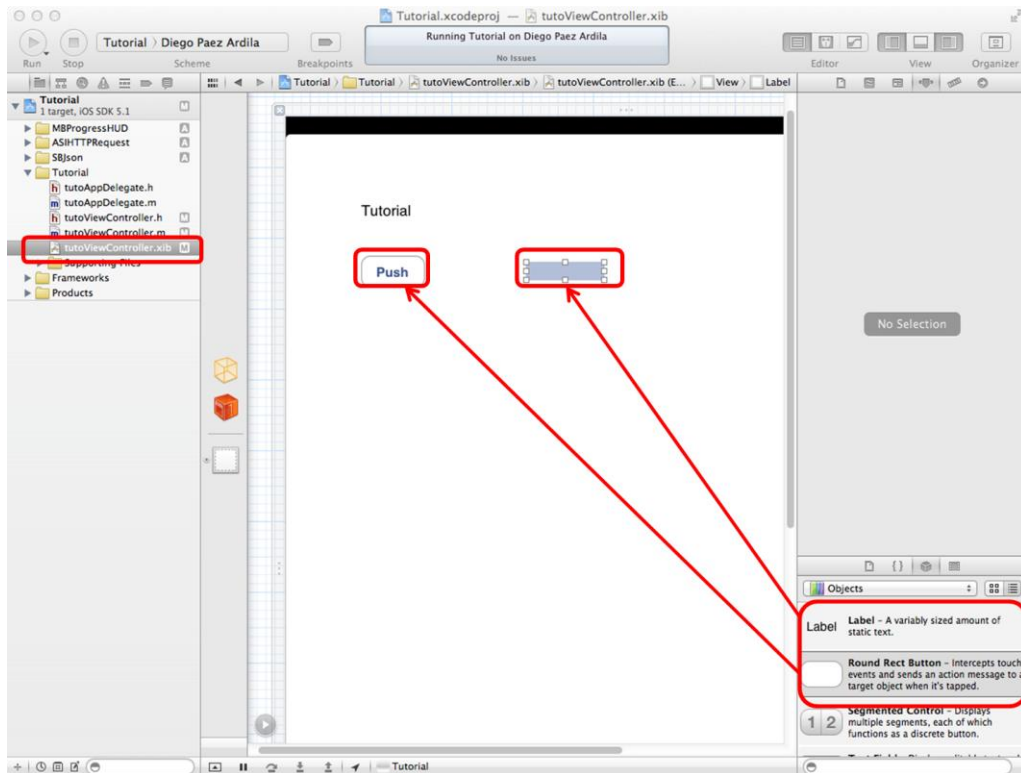 Tutorial.xcodeproj — tutoViewController.xib
Run
Stop
Tutorial
Diego Paez Ardila
Scheme
Breakpoints
Running Tutorial on Diego Paez Ardila
No Issues
Editor
View
Organizer
Tutorial
Tutorial
tutoViewController.xib
tutoViewController.xib (E...
View
Label
Tutorial
1 target, iOS SDK 5.1
MBProgressHUD A
ASIHTTPRequest A
SBJson A
Tutorial
tutoAppDelegate.h
tutoAppDelegate.m
tutoViewController.h
tutoViewController.m
tutoViewController.xib M
Supporting Files
Frameworks
Products
Tutorial
Push
No Selection
Objects
Label
Label – A variably sized amount of
static text.
Round Rect Button – Intercepts touch
events and sends an action message to a
target object when it's tapped.
1 2
Segmented Control – Displays
multiple segments, each of which
functions as a discrete button.
Tutorial